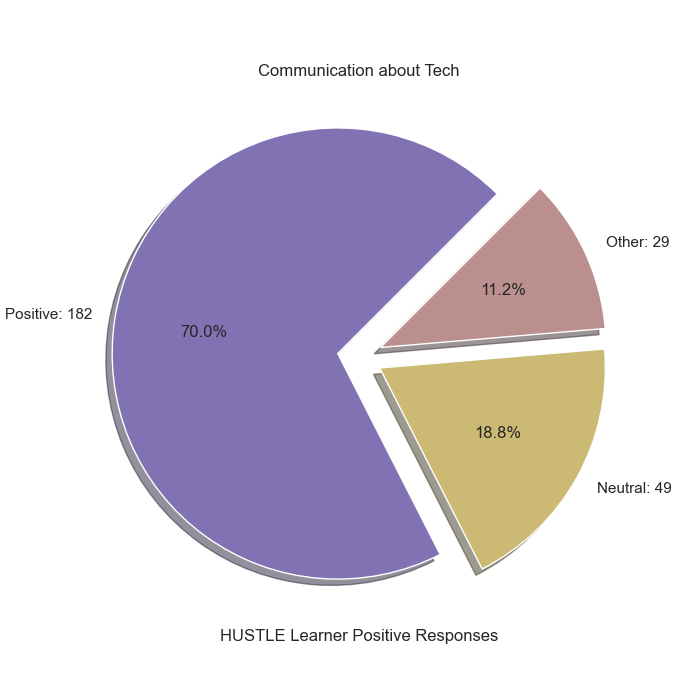 Communication about Tech
Other: 29
11.2%
Positive: 182
70.0%
18.8%
Neutral: 49
HUSTLE Learner Positive Responses